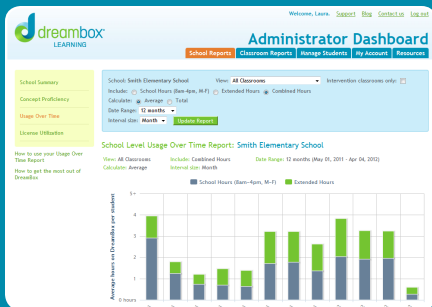 Welcome, Laura. Support Blog Contact us Log out
dreambox
LEARNING
Administrator Dashboard
School Reports Classroom Reports Manage Students My Account Resources
School Summary
Concept Proficiency
Usage Over Time
License Utilization
How to use your Usage Over
Time Report
How to get the most out of
DreamBox
School: Smith Elementary School View: All Classrooms Intervention classrooms only:
Include: School Hours (8am-4pm, M-F) Extended Hours Combined Hours
Calculate: Average Total
Date Range: 12 months
Interval size: Month Update Report
School Level Usage Over Time Report: Smith Elementary School
View: All Classrooms Include: Combined Hours Date Range: 12 months (May 01, 2011 - Apr 04, 2012)
Calculate: Average Interval size: Month
School Hours (8am-4pm, M-F) Extended Hours
Average hours on DreamBox per student
5+
4
3
2
1
0 hours